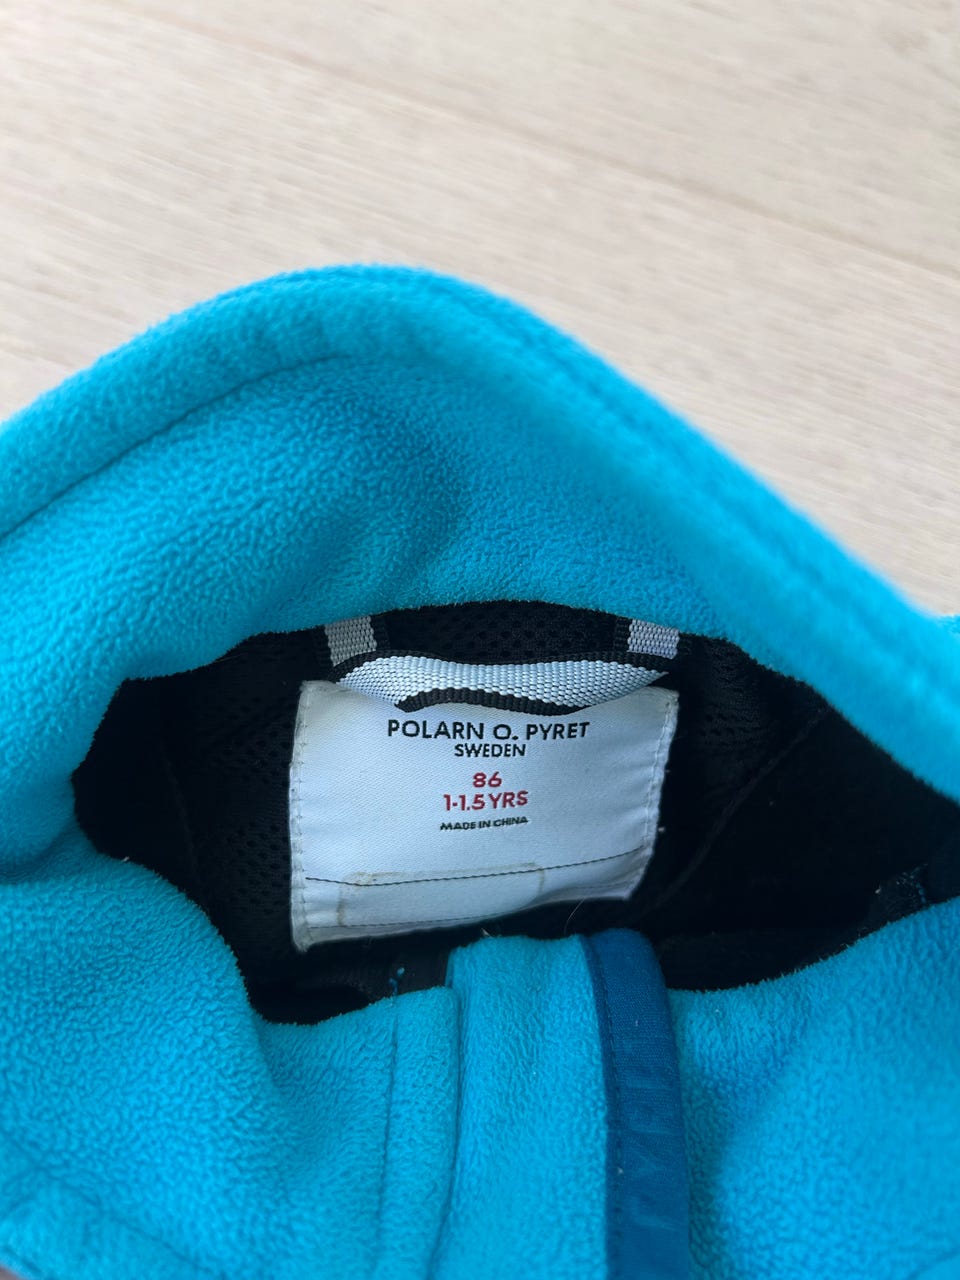 POLARN O. PYRET
SWEDEN
86
1-1.5 YRS
MADE IN CHINA